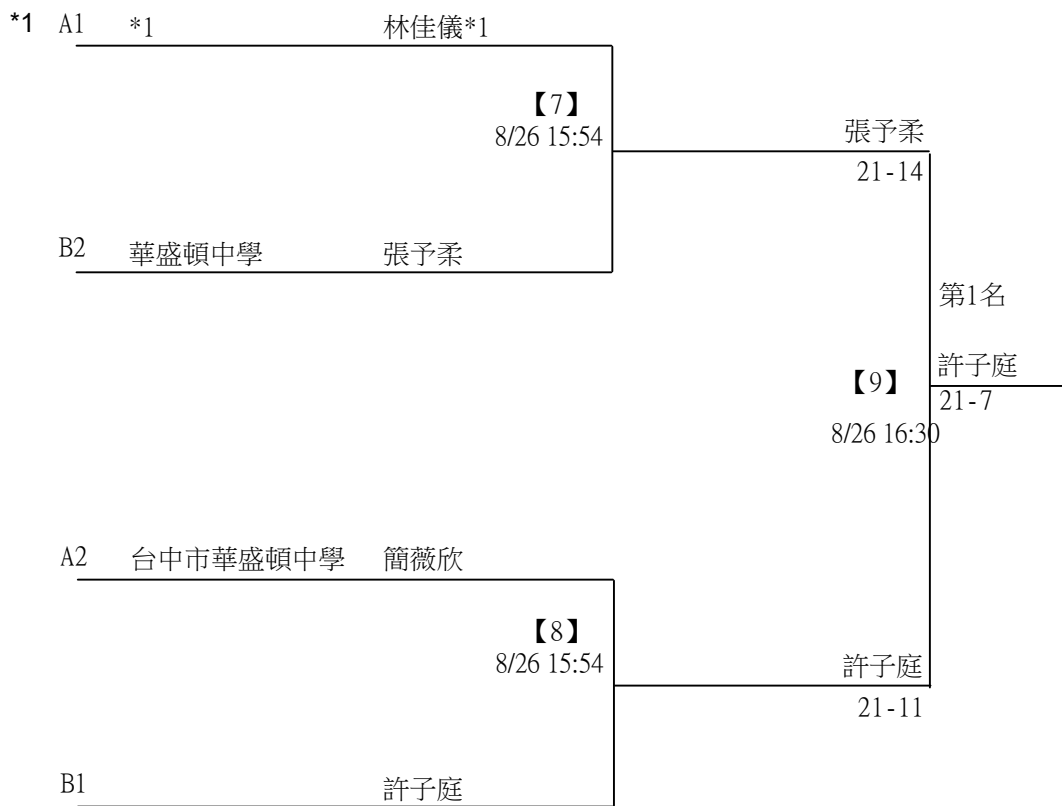 *1 A1 *1 林佳儀*1
【7】
8/26 15:54
張予柔
21-14
B2 華盛頓中學 張予柔
第1名
【9】 許子庭
21-7
8/26 16:30
A2 台中市華盛頓中學 簡薇欣
【8】
8/26 15:54
許子庭
21-11
B1 許子庭